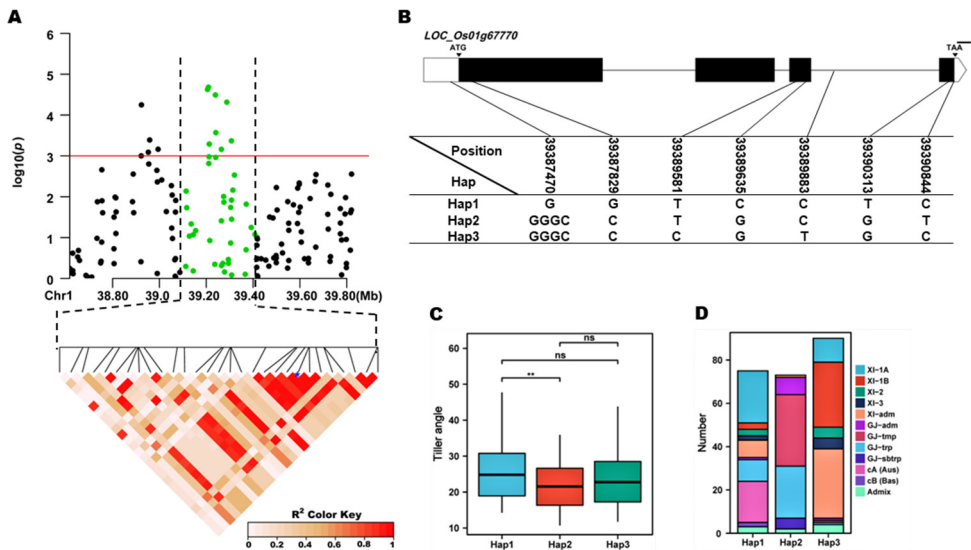 A
log10(p)
6
5
4
3
2
1
0
Chr1 38.80 39.0 39.20 39.40 39.60 39.80(Mb)
R² Color Key
0 0.2 0.4 0.6 0.8 1
B
LOC_Os01g67770
ATG TAA
Position 39387470 39387829 39389581 39389635 39389883 39390313 39390844
Hap
Hap1 G G T C C T C
Hap2 GGGC C T G C G T
Hap3 GGGC C C G T G C
C
Tiller angle
60
50
40
30
20
10
ns
ns
**
Hap1 Hap2 Hap3
D
Number
80
60
40
20
0
Hap1 Hap2 Hap3
XI-1A
XI-1B
XI-2
XI-3
XI-adm
GJ-adm
GJ-tmp
GJ-trp
GJ-sbtrp
cA (Aus)
cB (Bas)
Admix